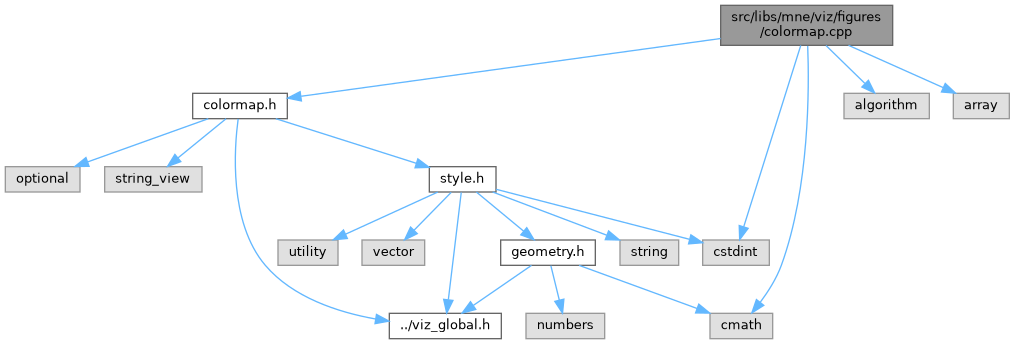 src/libs/mne/viz/figures
/colormap.cpp
colormap.h
algorithm
array
optional
string_view
style.h
utility
vector
geometry.h
string
cstdint
../viz_global.h
numbers
cmath